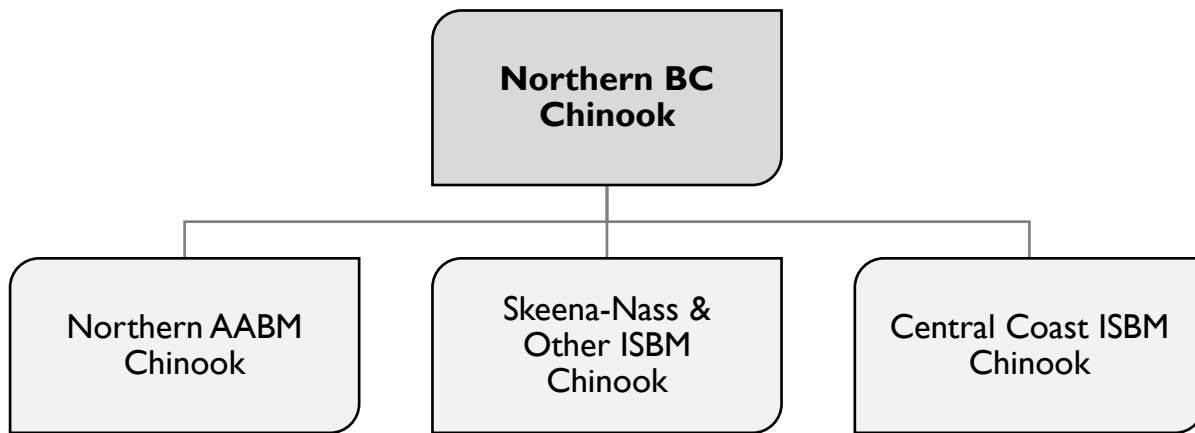 Northern BC
Chinook
Northern AABM
Chinook
Skeena-Nass &
Other ISBM
Chinook
Central Coast ISBM
Chinook